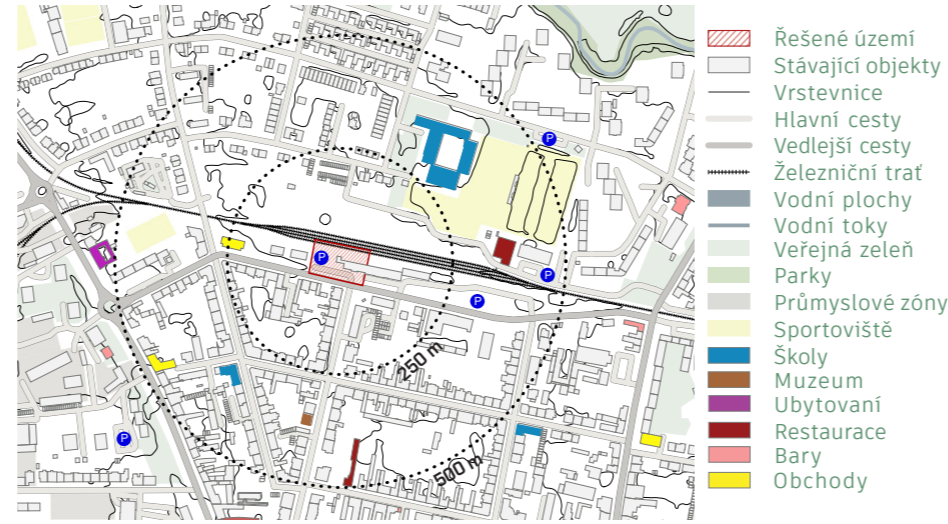 P
P
P
P
P
250 m
500 m
Řešené území
Stávající objekty
Vrstevnice
Hlavní cesty
Vedlejší cesty
Železniční trať
Vodní plochy
Vodní toky
Veřejná zeleň
Parky
Průmyslové zóny
Sportoviště
Školy
Muzeum
Ubytovaní
Restaurace
Bary
Obchody